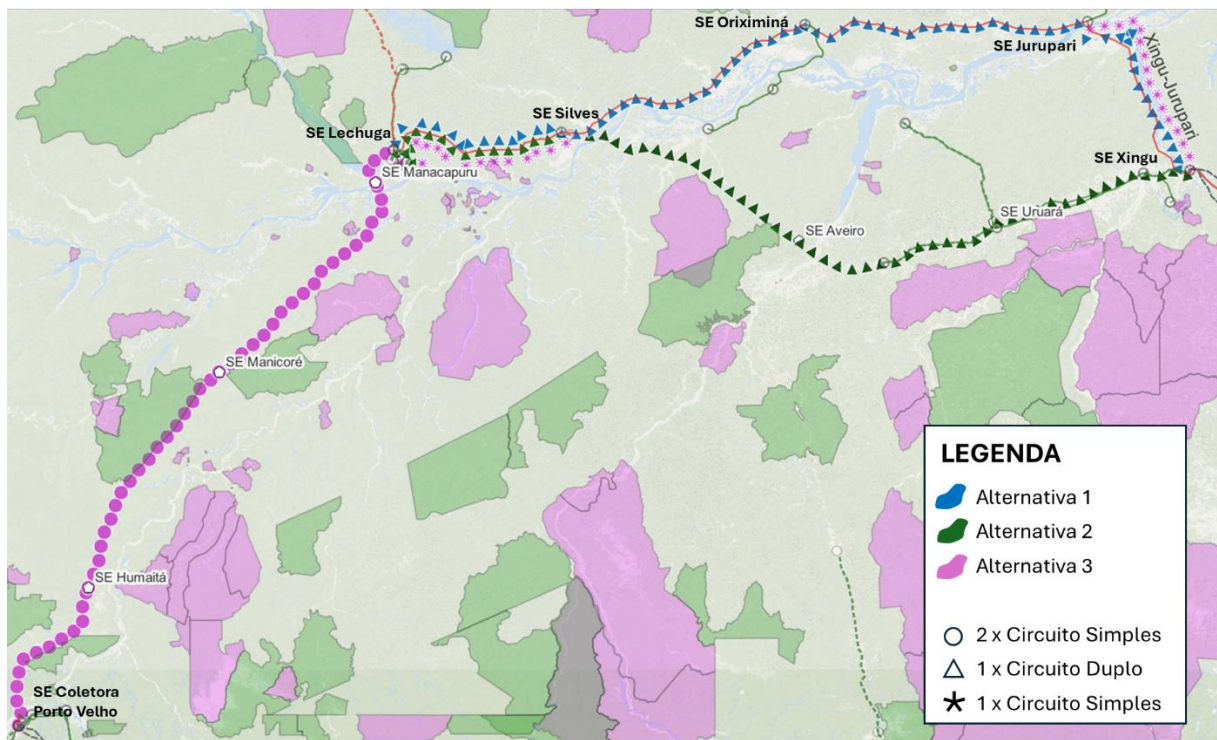 SE Oriximiná
SE Jurupari
Xingu-Jurupari
SE Silves
SE Lechuga
SE Manacapuru
SE Xingu
SE Uruará
SE Aveiro
SE Manicoré
SE Humaitá
SE Coletora
Porto Velho
LEGENDA
Alternativa 1
Alternativa 2
Alternativa 3
2 x Circuito Simples
1 x Circuito Duplo
1 x Circuito Simples